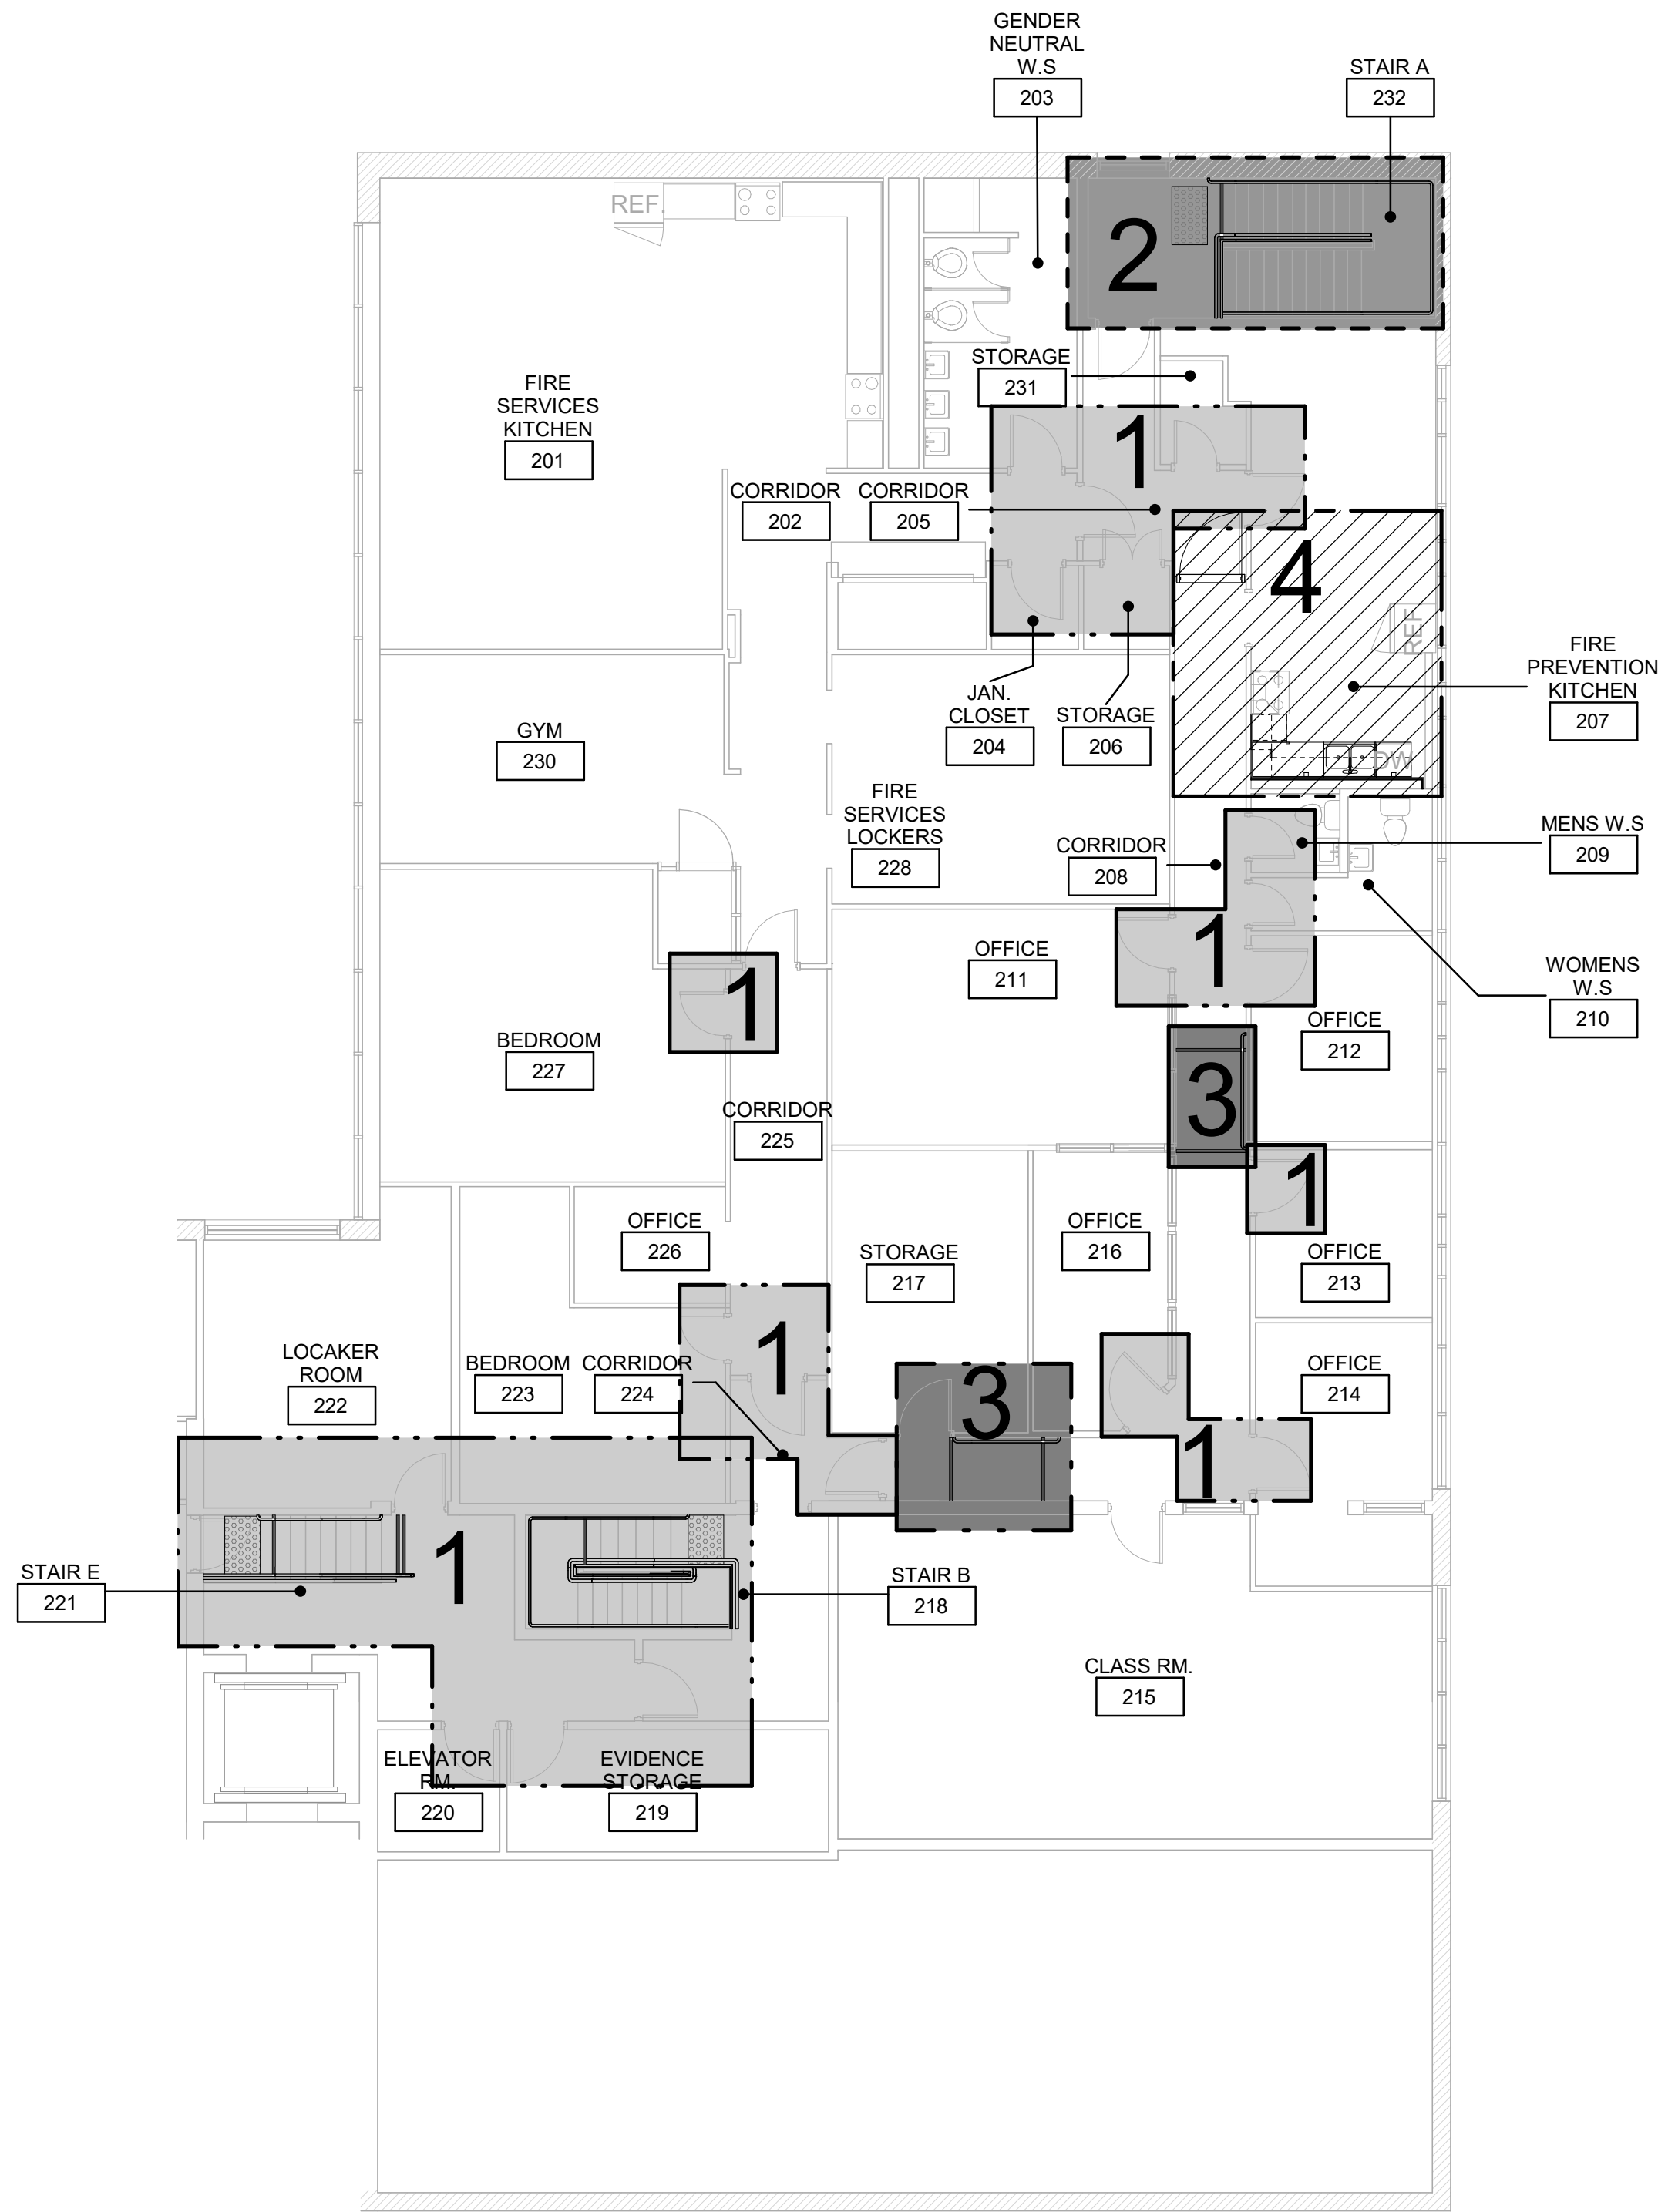 GENDER
NEUTRAL
W.S
203
STAIR A
232
2
REF.
STORAGE
231
FIRE
SERVICES
KITCHEN
201
1
CORRIDOR
202
CORRIDOR
205
4
REF
FIRE
PREVENTION
KITCHEN
207
JAN.
CLOSET
204
STORAGE
206
GYM
230
DW
FIRE
SERVICES
LOCKERS
228
CORRIDOR
208
MENS W.S
209
1
OFFICE
211
WOMENS
W.S
210
1
BEDROOM
227
OFFICE
212
3
CORRIDOR
225
1
OFFICE
226
STORAGE
217
OFFICE
216
OFFICE
213
1
LOCAKER
ROOM
222
BEDROOM
223
CORRIDOR
224
3
OFFICE
214
1
1
STAIR E
221
STAIR B
218
CLASS RM.
215
ELEVATOR
RM.
220
EVIDENCE
STORAGE
219